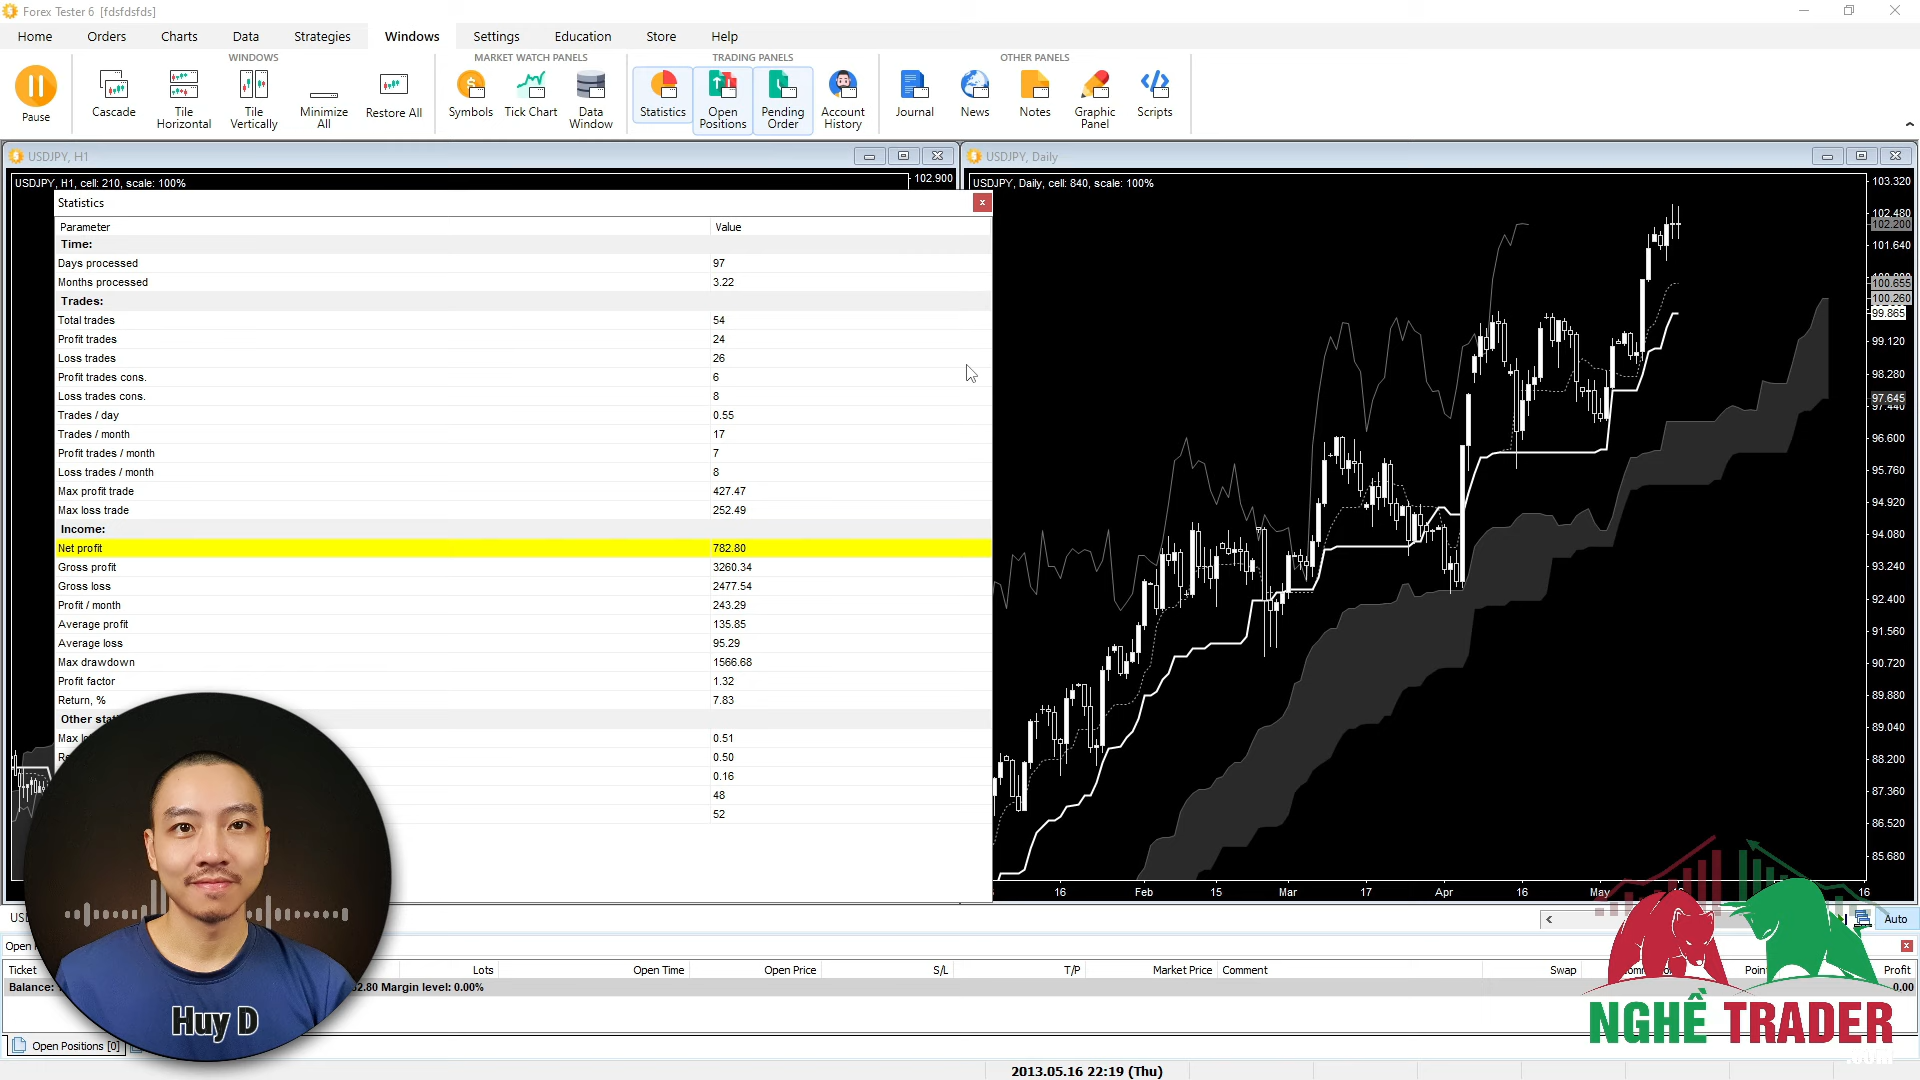 Forex Tester 6 [fdsfdsfds]
Home Orders Charts Data Strategies Windows Settings Education Store Help
WINDOWS MARKET WATCH PANELS TRADING PANELS OTHER PANELS
Pause Cascade Tile Horizontal Tile Vertically Minimize All Restore All Symbols Tick Chart Data Window Statistics Open Positions Pending Order Account History Journal News Notes Graphic Panel Scripts
USDJPY, H1
USDJPY, Daily
USDJPY, H1, cell: 210, scale: 100%
102.900
USDJPY, Daily, cell: 840, scale: 100%
Statistics
Parameter Value
Time:
Days processed 97
Months processed 3.22
Trades:
Total trades 54
Profit trades 24
Loss trades 26
Profit trades cons. 6
Loss trades cons. 8
Trades / day 0.55
Trades / month 17
Profit trades / month 7
Loss trades / month 8
Max profit trade 427.47
Max loss trade 252.49
Income:
Net profit 782.80
Gross profit 3260.34
Gross loss 2477.54
Profit / month 243.29
Average profit 135.85
Average loss 95.29
Max drawdown 1566.68
Profit factor 1.32
Return, % 7.83
0.51
0.50
0.16
48
52
103.320
102.480
102.200
101.640
100.655
100.260
99.865
99.120
98.280
97.645
97.440
96.600
95.760
94.920
94.080
93.240
92.400
91.560
90.720
89.880
89.040
88.200
87.360
86.520
85.680
16 Feb 15 Mar 17 Apr 16 May 16
Auto
Open
Ticket Lots Open Time Open Price S/L T/P Market Price Comment Swap Profit
Balance: 2.80 Margin level: 0.00% 0.00
Open Positions [0]
Huy D
NGHỀ TRADER
.COM
2013.05.16 22:19 (Thu)